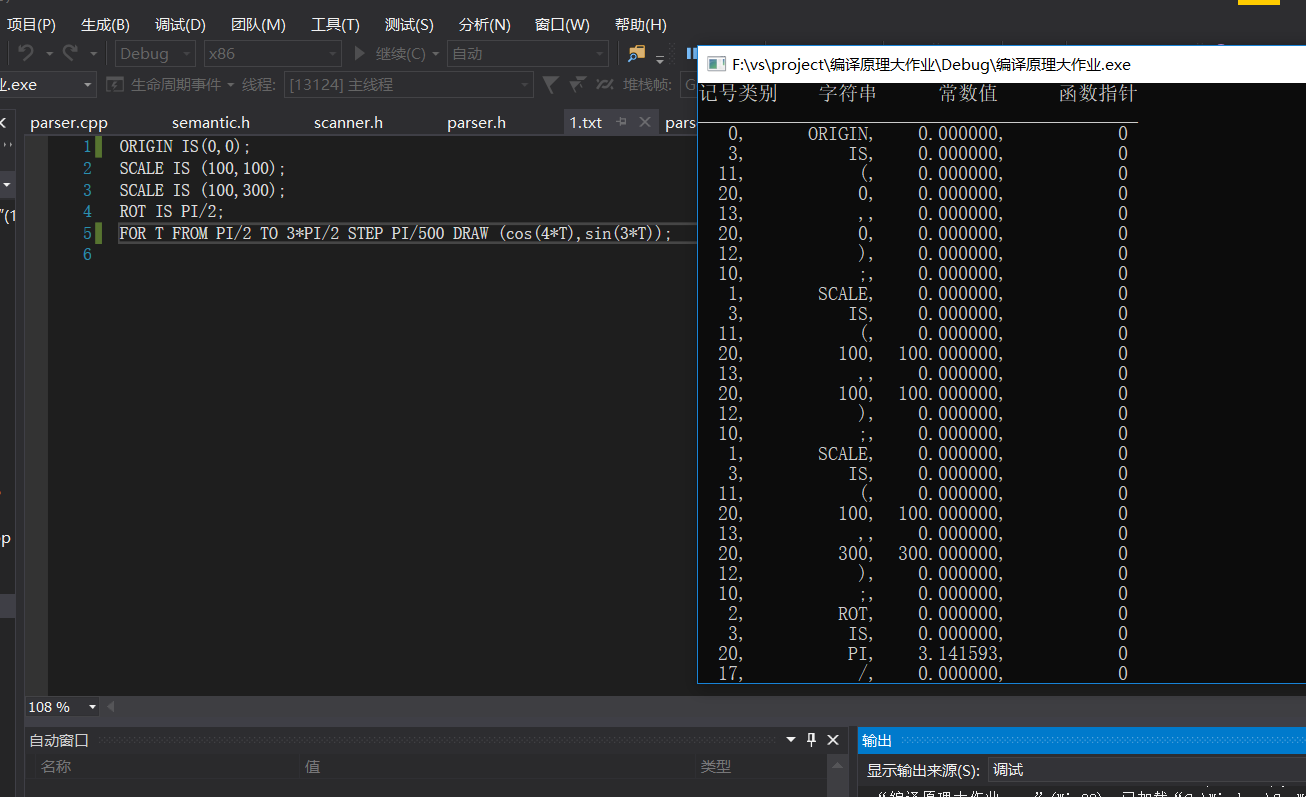 项目(P) 生成(B) 调试(D) 团队(M) 工具(T) 测试(S) 分析(N) 窗口(W) 帮助(H)
Debug x86 继续(C) 自动
.exe 生命周期事件 线程: [13124] 主线程 堆栈帧:
parser.cpp semantic.h scanner.h parser.h 1.txt pars
1 ORIGIN IS(0,0);
2 SCALE IS (100,100);
3 SCALE IS (100,300);
4 ROT IS PI/2;
5 FOR T FROM PI/2 TO 3*PI/2 STEP PI/500 DRAW (cos(4*T),sin(3*T));
6
108 %
自动窗口
名称 值 类型
F:\vs\project\编译原理大作业\Debug\编译原理大作业.exe
记号类别 字符串 常数值 函数指针
0, ORIGIN, 0.000000, 0
3, IS, 0.000000, 0
11, (, 0.000000, 0
20, 0, 0.000000, 0
13, ,, 0.000000, 0
20, 0, 0.000000, 0
12, ), 0.000000, 0
10, ;, 0.000000, 0
1, SCALE, 0.000000, 0
3, IS, 0.000000, 0
11, (, 0.000000, 0
20, 100, 100.000000, 0
13, ,, 0.000000, 0
20, 100, 100.000000, 0
12, ), 0.000000, 0
10, ;, 0.000000, 0
1, SCALE, 0.000000, 0
3, IS, 0.000000, 0
11, (, 0.000000, 0
20, 100, 100.000000, 0
13, ,, 0.000000, 0
20, 300, 300.000000, 0
12, ), 0.000000, 0
10, ;, 0.000000, 0
2, ROT, 0.000000, 0
3, IS, 0.000000, 0
20, PI, 3.141593, 0
17, /, 0.000000, 0
输出
显示输出来源(S): 调试